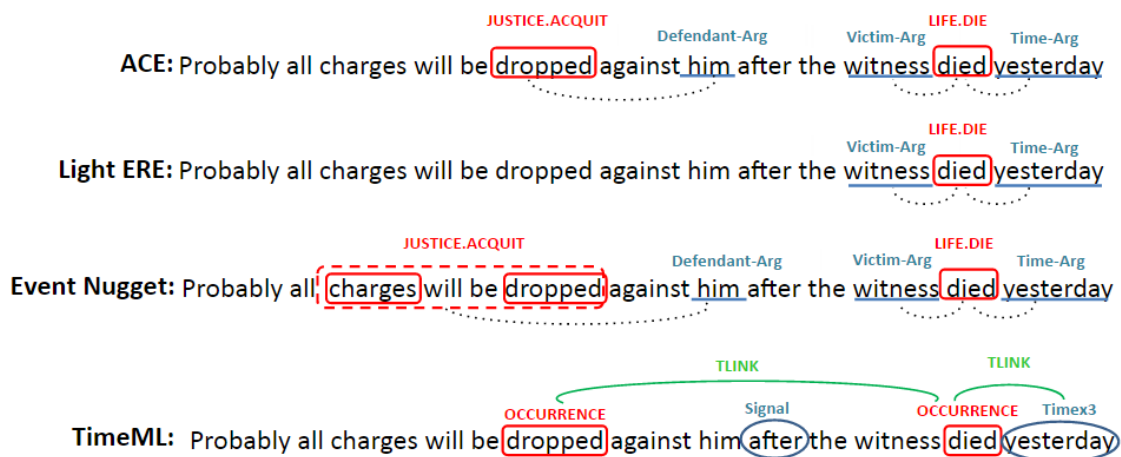 JUSTICE.ACQUIT LIFE.DIE
Defendant-Arg Victim-Arg Time-Arg
ACE: Probably all charges will be dropped against him after the witness died yesterday
LIFE.DIE
Victim-Arg Time-Arg
Light ERE: Probably all charges will be dropped against him after the witness died yesterday
JUSTICE.ACQUIT LIFE.DIE
Defendant-Arg Victim-Arg Time-Arg
Event Nugget: Probably all charges will be dropped against him after the witness died yesterday
TLINK TLINK
OCCURRENCE Signal OCCURRENCE Timex3
TimeML: Probably all charges will be dropped against him after the witness died yesterday